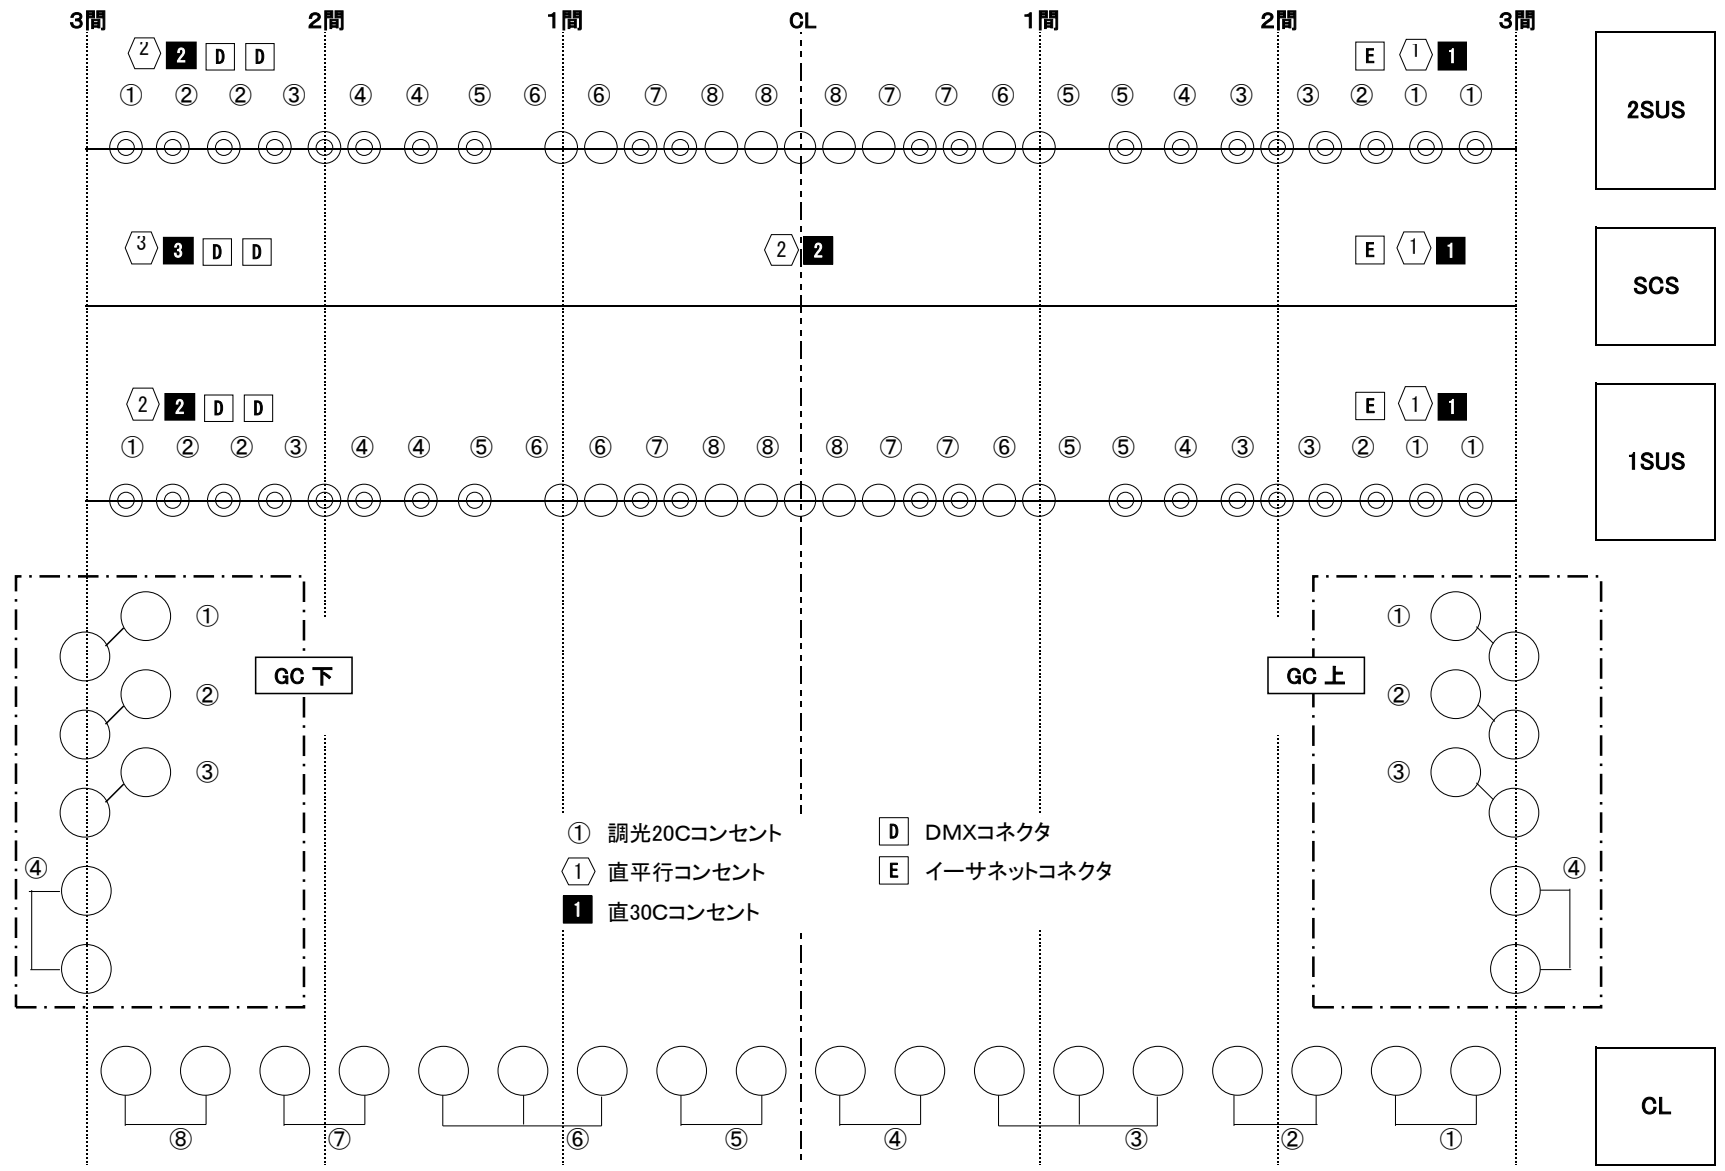 3間 2間 1間 CL 1間 2間 3間
2 2 D D E 1 1
① ② ② ③ ④ ④ ⑤ ⑥ ⑥ ⑦ ⑧ ⑧ ⑧ ⑦ ⑦ ⑥ ⑤ ⑤ ④ ③ ③ ② ① ①
2SUS
3 3 D D 2 2 E 1 1
SCS
2 2 D D E 1 1
① ② ② ③ ④ ④ ⑤ ⑥ ⑥ ⑦ ⑧ ⑧ ⑧ ⑦ ⑦ ⑥ ⑤ ⑤ ④ ③ ③ ② ① ①
1SUS
① ①
GC 下 GC 上
② ②
③ ③
① 調光20Cコンセント D DMXコネクタ
④ 1 直平行コンセント E イーサネットコネクタ ④
1 直30Cコンセント
CL
⑧ ⑦ ⑥ ⑤ ④ ③ ② ①